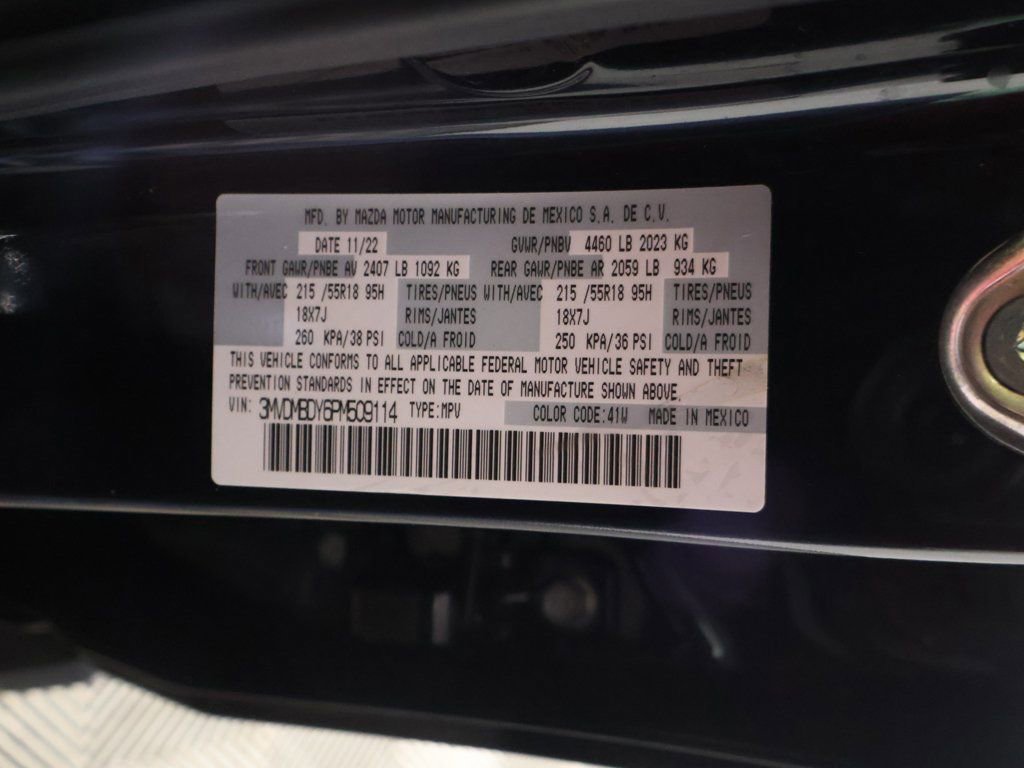 MFD. BY MAZDA MOTOR MANUFACTURING DE MEXICO S.A. DE C.V.
DATE 11/22 GVWR/PNBV 4460 LB 2023 KG
FRONT GAWR/PNBE AV 2407 LB 1092 KG REAR GAWR/PNBE AR 2059 LB 934 KG
WITH/AVEC 215 /55R18 95H TIRES/PNEUS WITH/AVEC 215 /55R18 95H TIRES/PNEUS
18X7J RIMS/JANTES 18X7J RIMS/JANTES
260 KPA/38 PSI COLD/A FROID 250 KPA/36 PSI COLD/A FROID
THIS VEHICLE CONFORMS TO ALL APPLICABLE FEDERAL MOTOR VEHICLE SAFETY AND THEFT
PREVENTION STANDARDS IN EFFECT ON THE DATE OF MANUFACTURE SHOWN ABOVE.
VIN: 3MVDMBDY6PM509114 TYPE:MPV COLOR CODE:41W MADE IN MEXICO